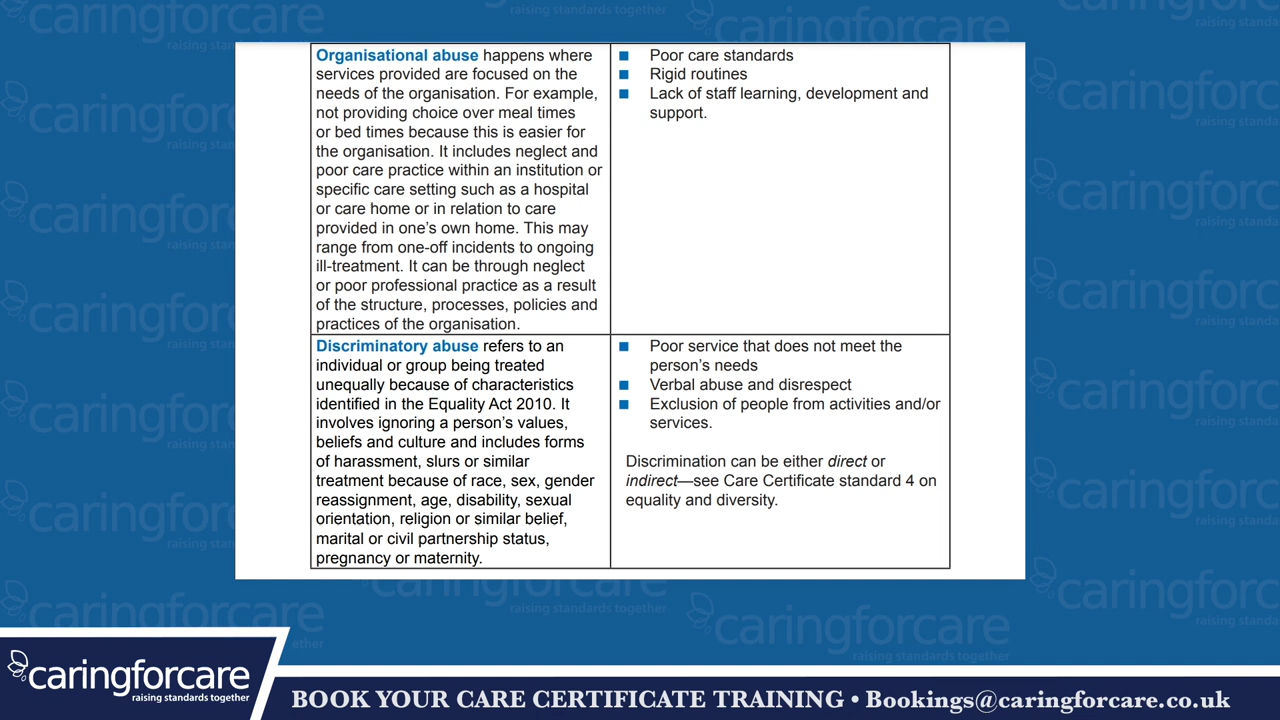 Organisational abuse happens where
services provided are focused on the
needs of the organisation. For example,
not providing choice over meal times
or bed times because this is easier for
the organisation. It includes neglect and
poor care practice within an institution or
specific care setting such as a hospital
or care home or in relation to care
provided in one's own home. This may
range from one-off incidents to ongoing
ill-treatment. It can be through neglect
or poor professional practice as a result
of the structure, processes, policies and
practices of the organisation.
■ Poor care standards
■ Rigid routines
■ Lack of staff learning, development and
support.
Discriminatory abuse refers to an
individual or group being treated
unequally because of characteristics
identified in the Equality Act 2010. It
involves ignoring a person's values,
beliefs and culture and includes forms
of harassment, slurs or similar
treatment because of race, sex, gender
reassignment, age, disability, sexual
orientation, religion or similar belief,
marital or civil partnership status,
pregnancy or maternity.
■ Poor service that does not meet the
person's needs
■ Verbal abuse and disrespect
■ Exclusion of people from activities and/or
services.
Discrimination can be either direct or
indirect—see Care Certificate standard 4 on
equality and diversity.
caringforcare
raising standards together
BOOK YOUR CARE CERTIFICATE TRAINING • Bookings@caringforcare.co.uk